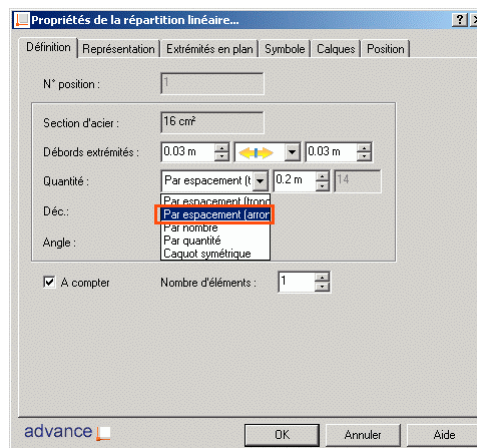 Propriétés de la répartition linéaire...
Définition Représentation Extrémités en plan Symbole Calques Position
N° position : 1
Section d'acier : 16 cm²
Débords extrémités : 0.03 m 0.03 m
Quantité : Par espacement (t 0.2 m 14
Par espacement (tronc
Déc.: Par espacement (arron
Par nombre
Angle : Par quantité
Caquot symétrique
A compter Nombre d'éléments : 1
advance OK Annuler Aide